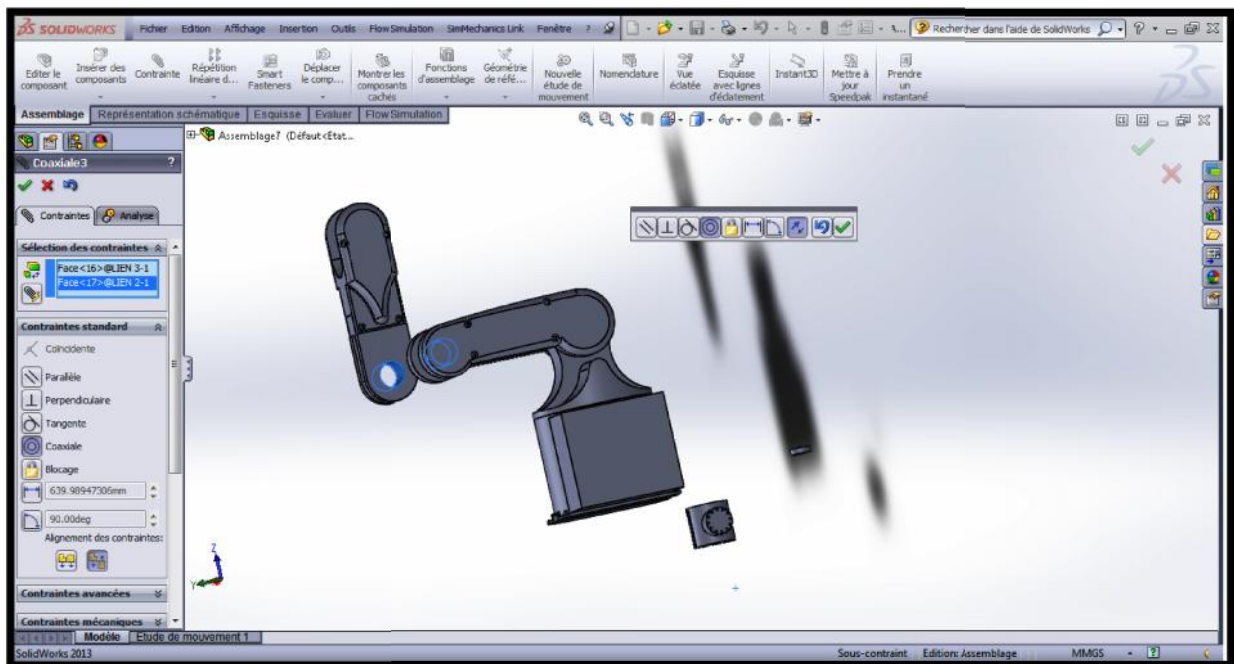 SOLIDWORKS Fichier Edition Affichage Insertion Outils Flow Simulation SimMechanics Link Fenêtre ? Rechercher dans l'aide de SolidWorks
Editer le composant
Insérer des composants
Contrainte
Répétition linéaire d...
Smart Fasteners
Déplacer le comp...
Montrer les composants cachés
Fonctions d'assemblage
Géométrie de réfé...
Nouvelle étude de mouvement
Nomenclature
Vue éclatée
Esquisse avec lignes d'éclatement
Instant3D
Mettre à jour Speedpak
Prendre un instantané
Assemblage Représentation schématique Esquisse Evaluer Flow Simulation
Assemblage7 (Défaut<Etat...
Coaxiale3 ?
Contraintes Analyse
Sélection des contraintes
Face<16>@LIEN 3-1
Face<17>@LIEN 2-1
Contraintes standard
Coïncidente
Parallèle
Perpendiculaire
Tangente
Coaxiale
Blocage
639.98947306mm
90.00deg
Alignement des contraintes:
Contraintes avancées
Contraintes mécaniques
Z
Y
Modèle Etude de mouvement 1
SolidWorks 2013 Sous-contraint Edition: Assemblage MMGS